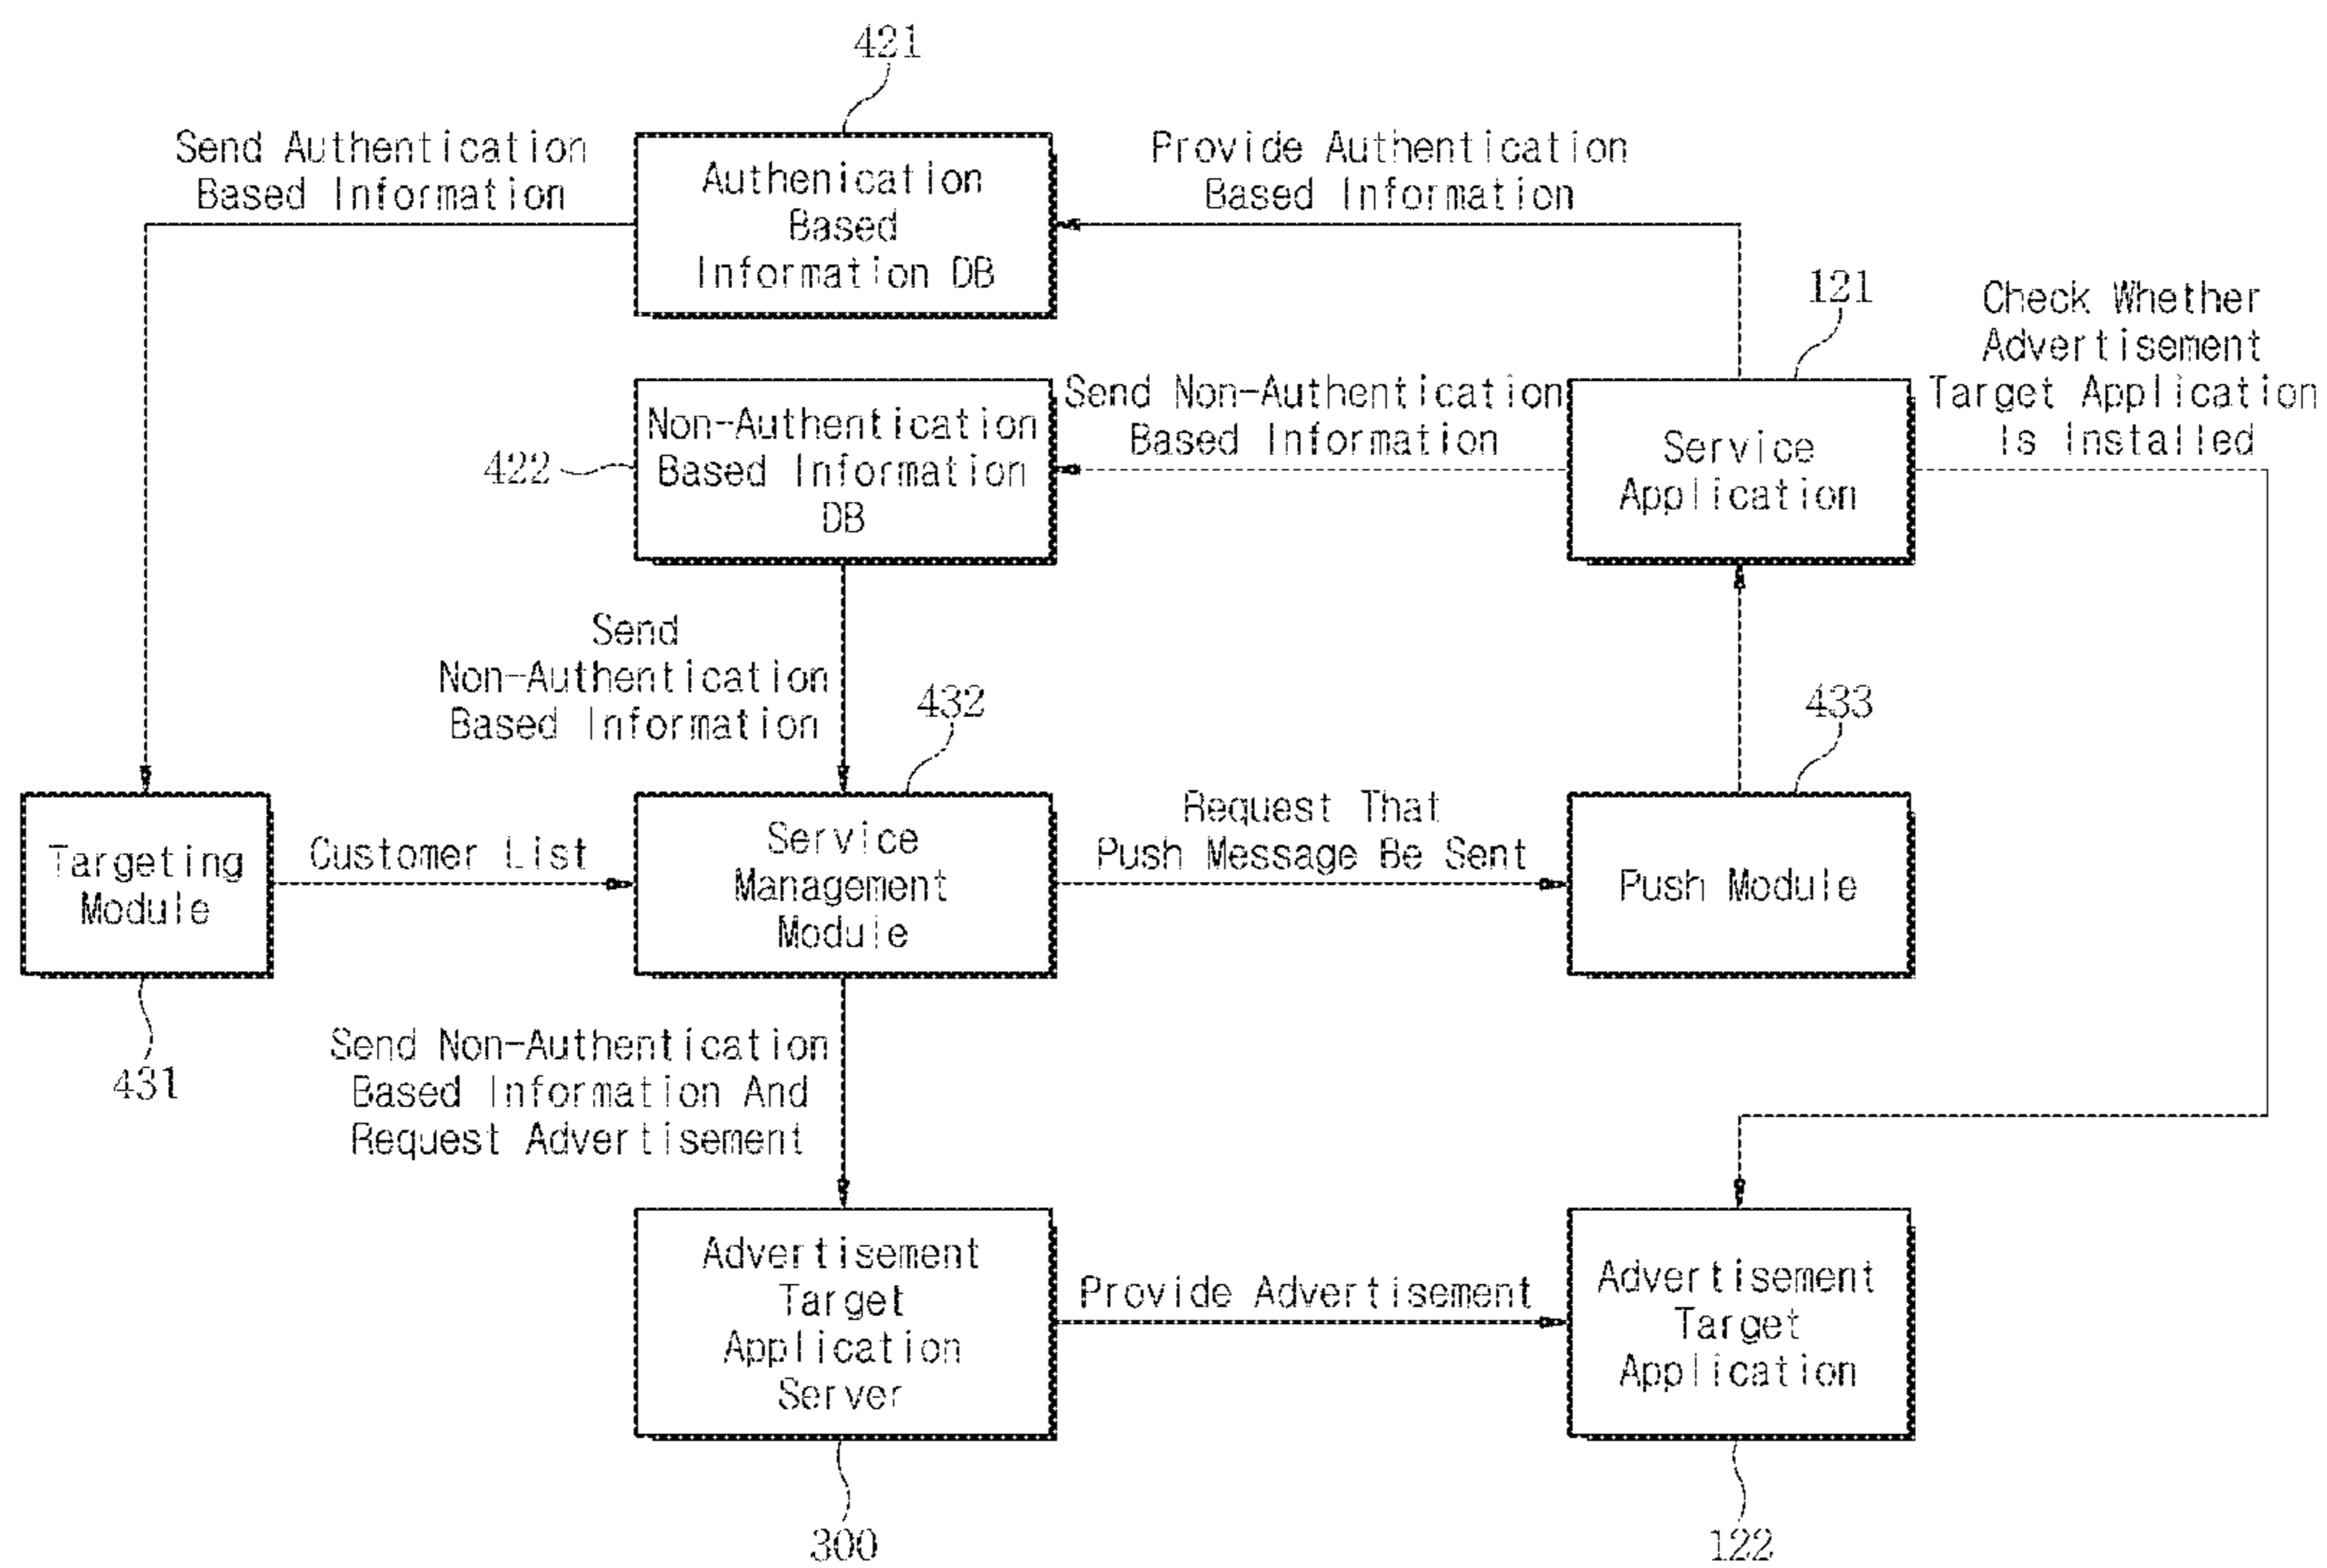 421
Send Authentication
Based Information
Authenication
Based
Information DB
Provide Authentication
Based Information
121
Check Whether
Advertisement
Target Application
Is Installed
422
Non-Authentication
Based Information
DB
Send Non-Authentication
Based Information
Service
Application
Send
Non-Authentication
Based Information
432
433
Targeting
Module
Customer List
Service
Management
Module
Request That
Push Message Be Sent
Push Module
431
Send Non-Authentication
Based Information And
Request Advertisement
Advertisement
Target
Application
Server
Provide Advertisement
Advertisement
Target
Application
300
122